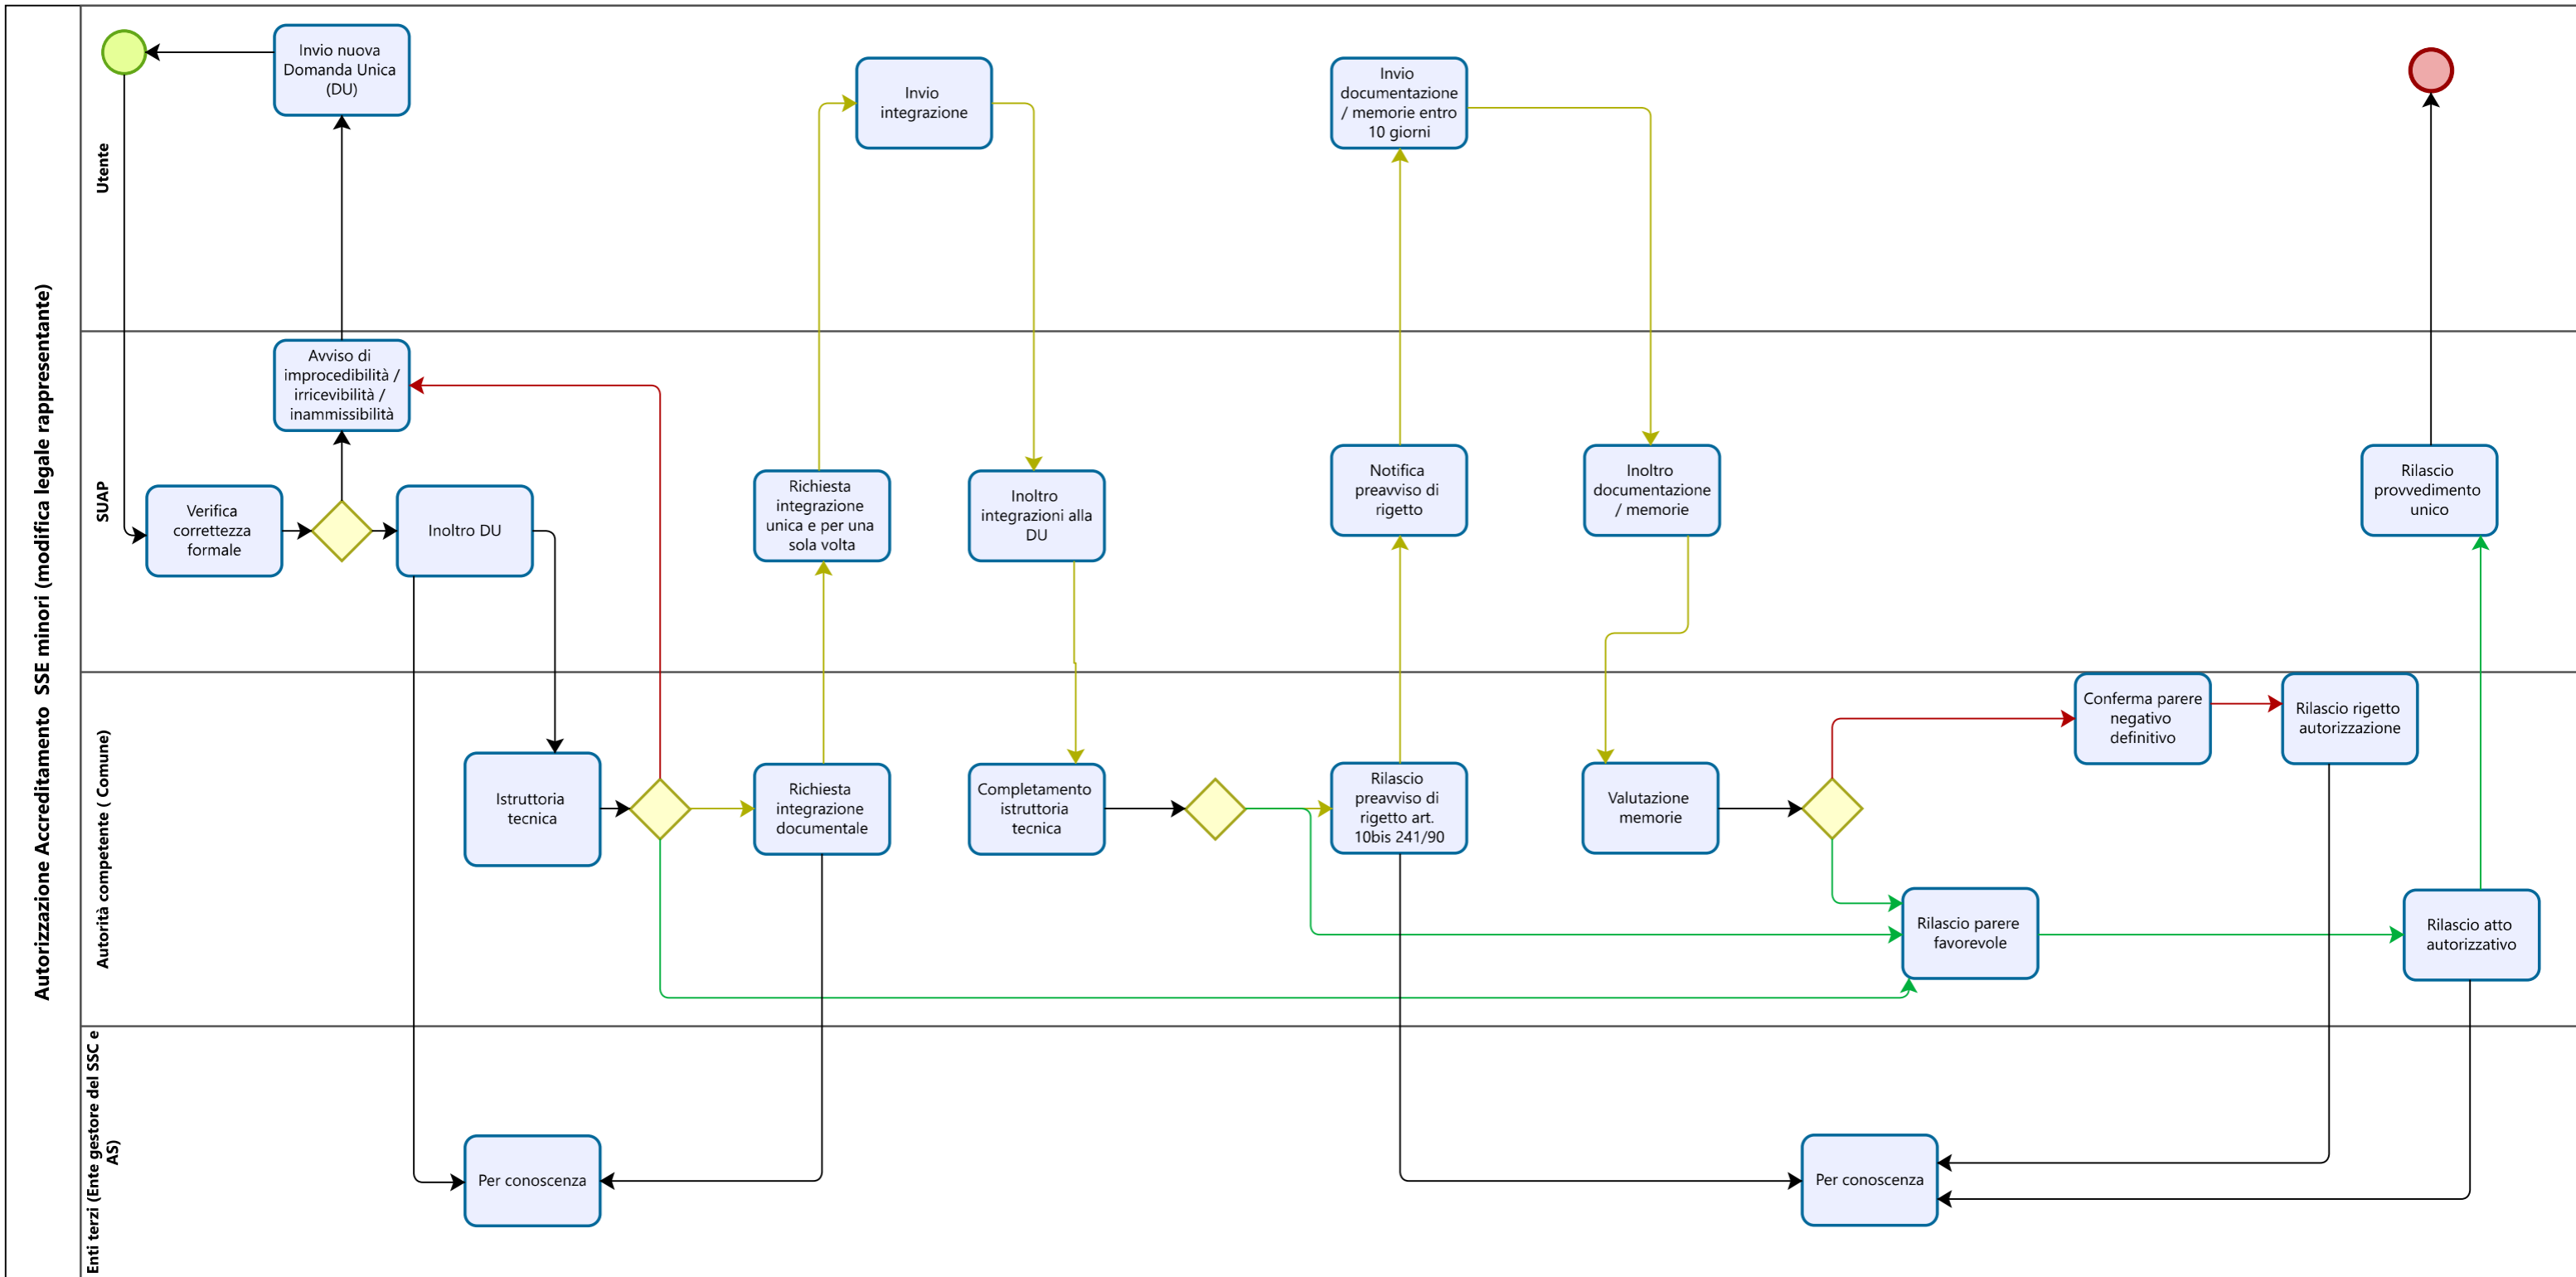 Autorizzazione Accreditamento SSE minori (modifica legale rappresentante)
Utente
Invio nuova
Domanda Unica
(DU)
Invio
integrazione
Invio
documentazione
/ memorie entro
10 giorni
SUAP
Avviso di
improcedibilità /
irricevibilità /
inammissibilità
Verifica
correttezza
formale
Inoltro DU
Richiesta
integrazione
unica e per una
sola volta
Inoltro
integrazioni alla
DU
Notifica
preavviso di
rigetto
Inoltro
documentazione
/ memorie
Rilascio
provvedimento
unico
Autorità competente ( Comune)
Istruttoria
tecnica
Richiesta
integrazione
documentale
Completamento
istruttoria
tecnica
Rilascio
preavviso di
rigetto art.
10bis 241/90
Valutazione
memorie
Conferma parere
negativo
definitivo
Rilascio rigetto
autorizzazione
Rilascio parere
favorevole
Rilascio atto
autorizzativo
Enti terzi (Ente gestore del SSC e
AS)
Per conoscenza
Per conoscenza